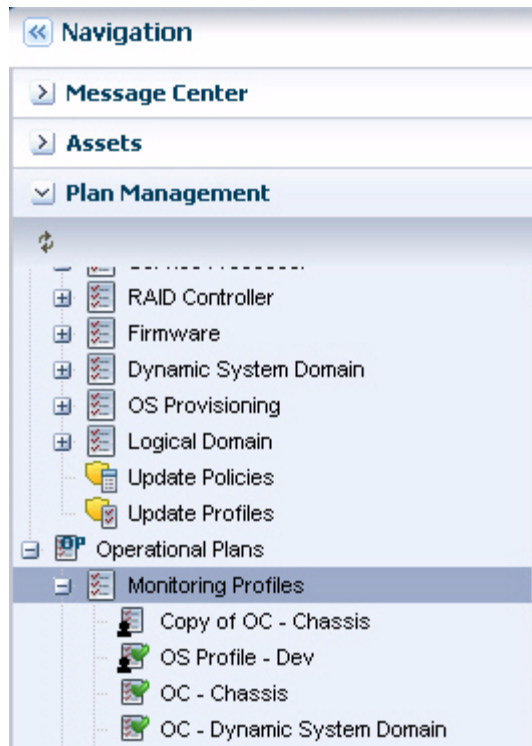 Navigation
Message Center
Assets
Plan Management
RAID Controller
Firmware
Dynamic System Domain
OS Provisioning
Logical Domain
Update Policies
Update Profiles
Operational Plans
Monitoring Profiles
Copy of OC - Chassis
OS Profile - Dev
OC - Chassis
OC - Dynamic System Domain